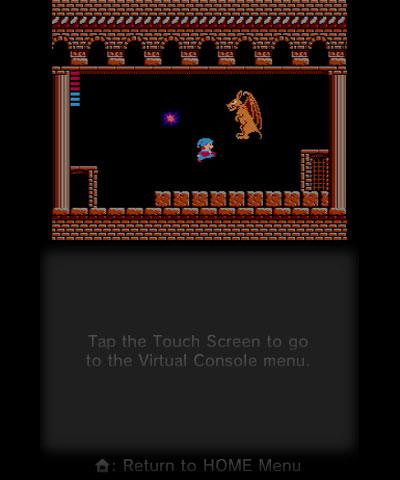 Tap the Touch Screen to go
to the Virtual Console menu.
: Return to HOME Menu